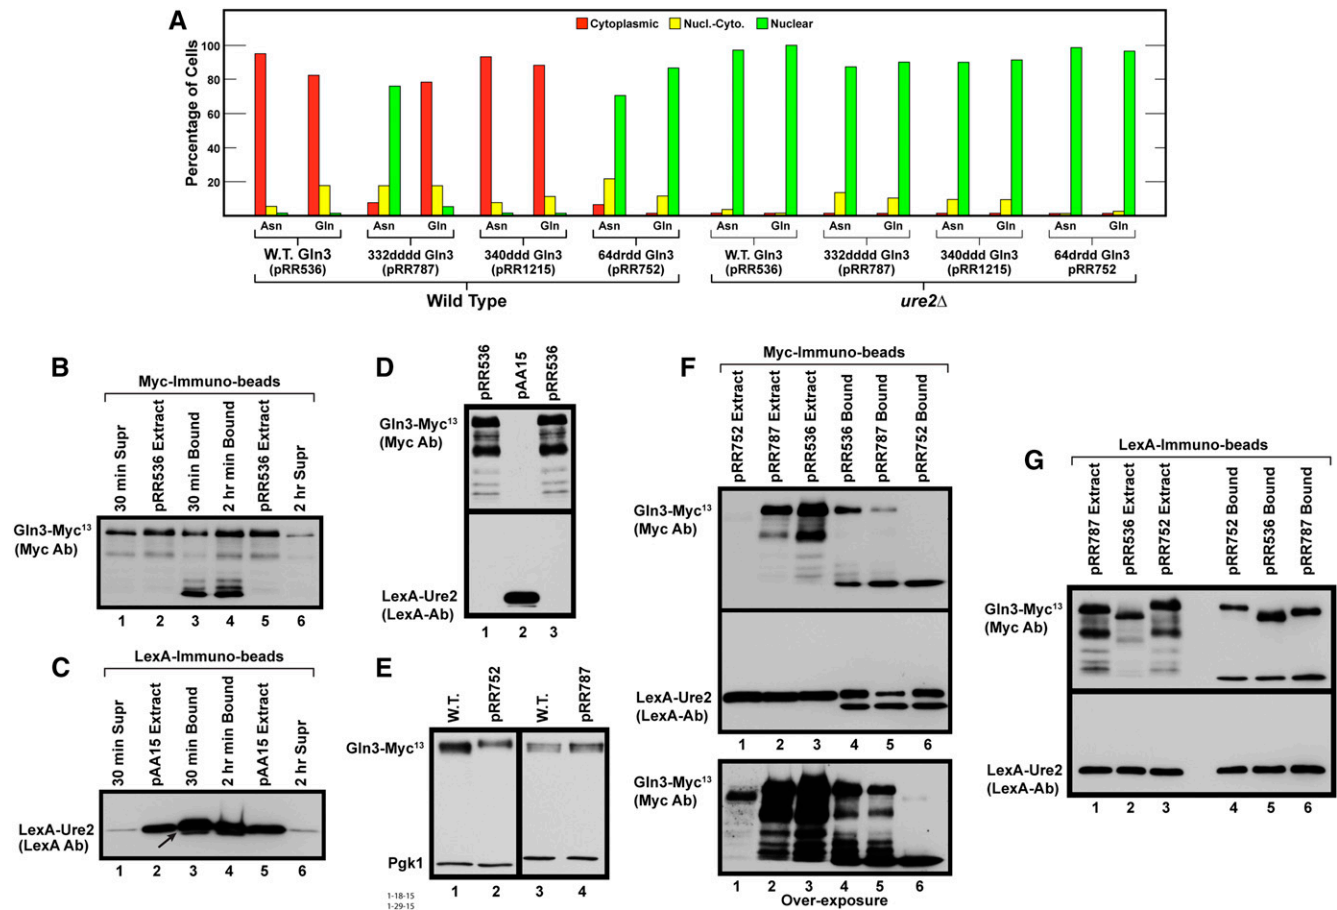 A
Cytoplasmic Nucl.-Cyto. Nuclear
Percentage of Cells
100
80
60
40
20
Asn Gln Asn Gln Asn Gln Asn Gln Asn Gln Asn Gln Asn Gln Asn Gln
W.T. Gln3 332dddd Gln3 340ddd Gln3 64drdd Gln3 W.T. Gln3 332dddd Gln3 340ddd Gln3 64drdd Gln3
(pRR536) (pRR787) (pRR1215) (pRR752) (pRR536) (pRR787) (pRR1215) pRR752
Wild Type ure2Δ
B
Myc-Immuno-beads
30 min Supr
pRR536 Extract
30 min Bound
2 hr min Bound
pRR536 Extract
2 hr Supr
Gln3-Myc¹³
(Myc Ab)
1 2 3 4 5 6
C
LexA-Immuno-beads
30 min Supr
pAA15 Extract
30 min Bound
2 hr min Bound
pAA15 Extract
2 hr Supr
LexA-Ure2
(LexA Ab)
1 2 3 4 5 6
D
pRR536
pAA15
pRR536
Gln3-Myc¹³
(Myc Ab)
LexA-Ure2
(LexA-Ab)
1 2 3
E
W.T.
pRR752
W.T.
pRR787
Gln3-Myc¹³
Pgk1
1 2 3 4
1-18-15
1-29-15
F
Myc-Immuno-beads
pRR752 Extract
pRR787 Extract
pRR536 Extract
pRR536 Bound
pRR787 Bound
pRR752 Bound
Gln3-Myc¹³
(Myc Ab)
LexA-Ure2
(LexA-Ab)
1 2 3 4 5 6
Gln3-Myc¹³
(Myc Ab)
1 2 3 4 5 6
Over-exposure
G
LexA-Immuno-beads
pRR787 Extract
pRR536 Extract
pRR752 Extract
pRR752 Bound
pRR536 Bound
pRR787 Bound
Gln3-Myc¹³
(Myc Ab)
LexA-Ure2
(LexA-Ab)
1 2 3 4 5 6